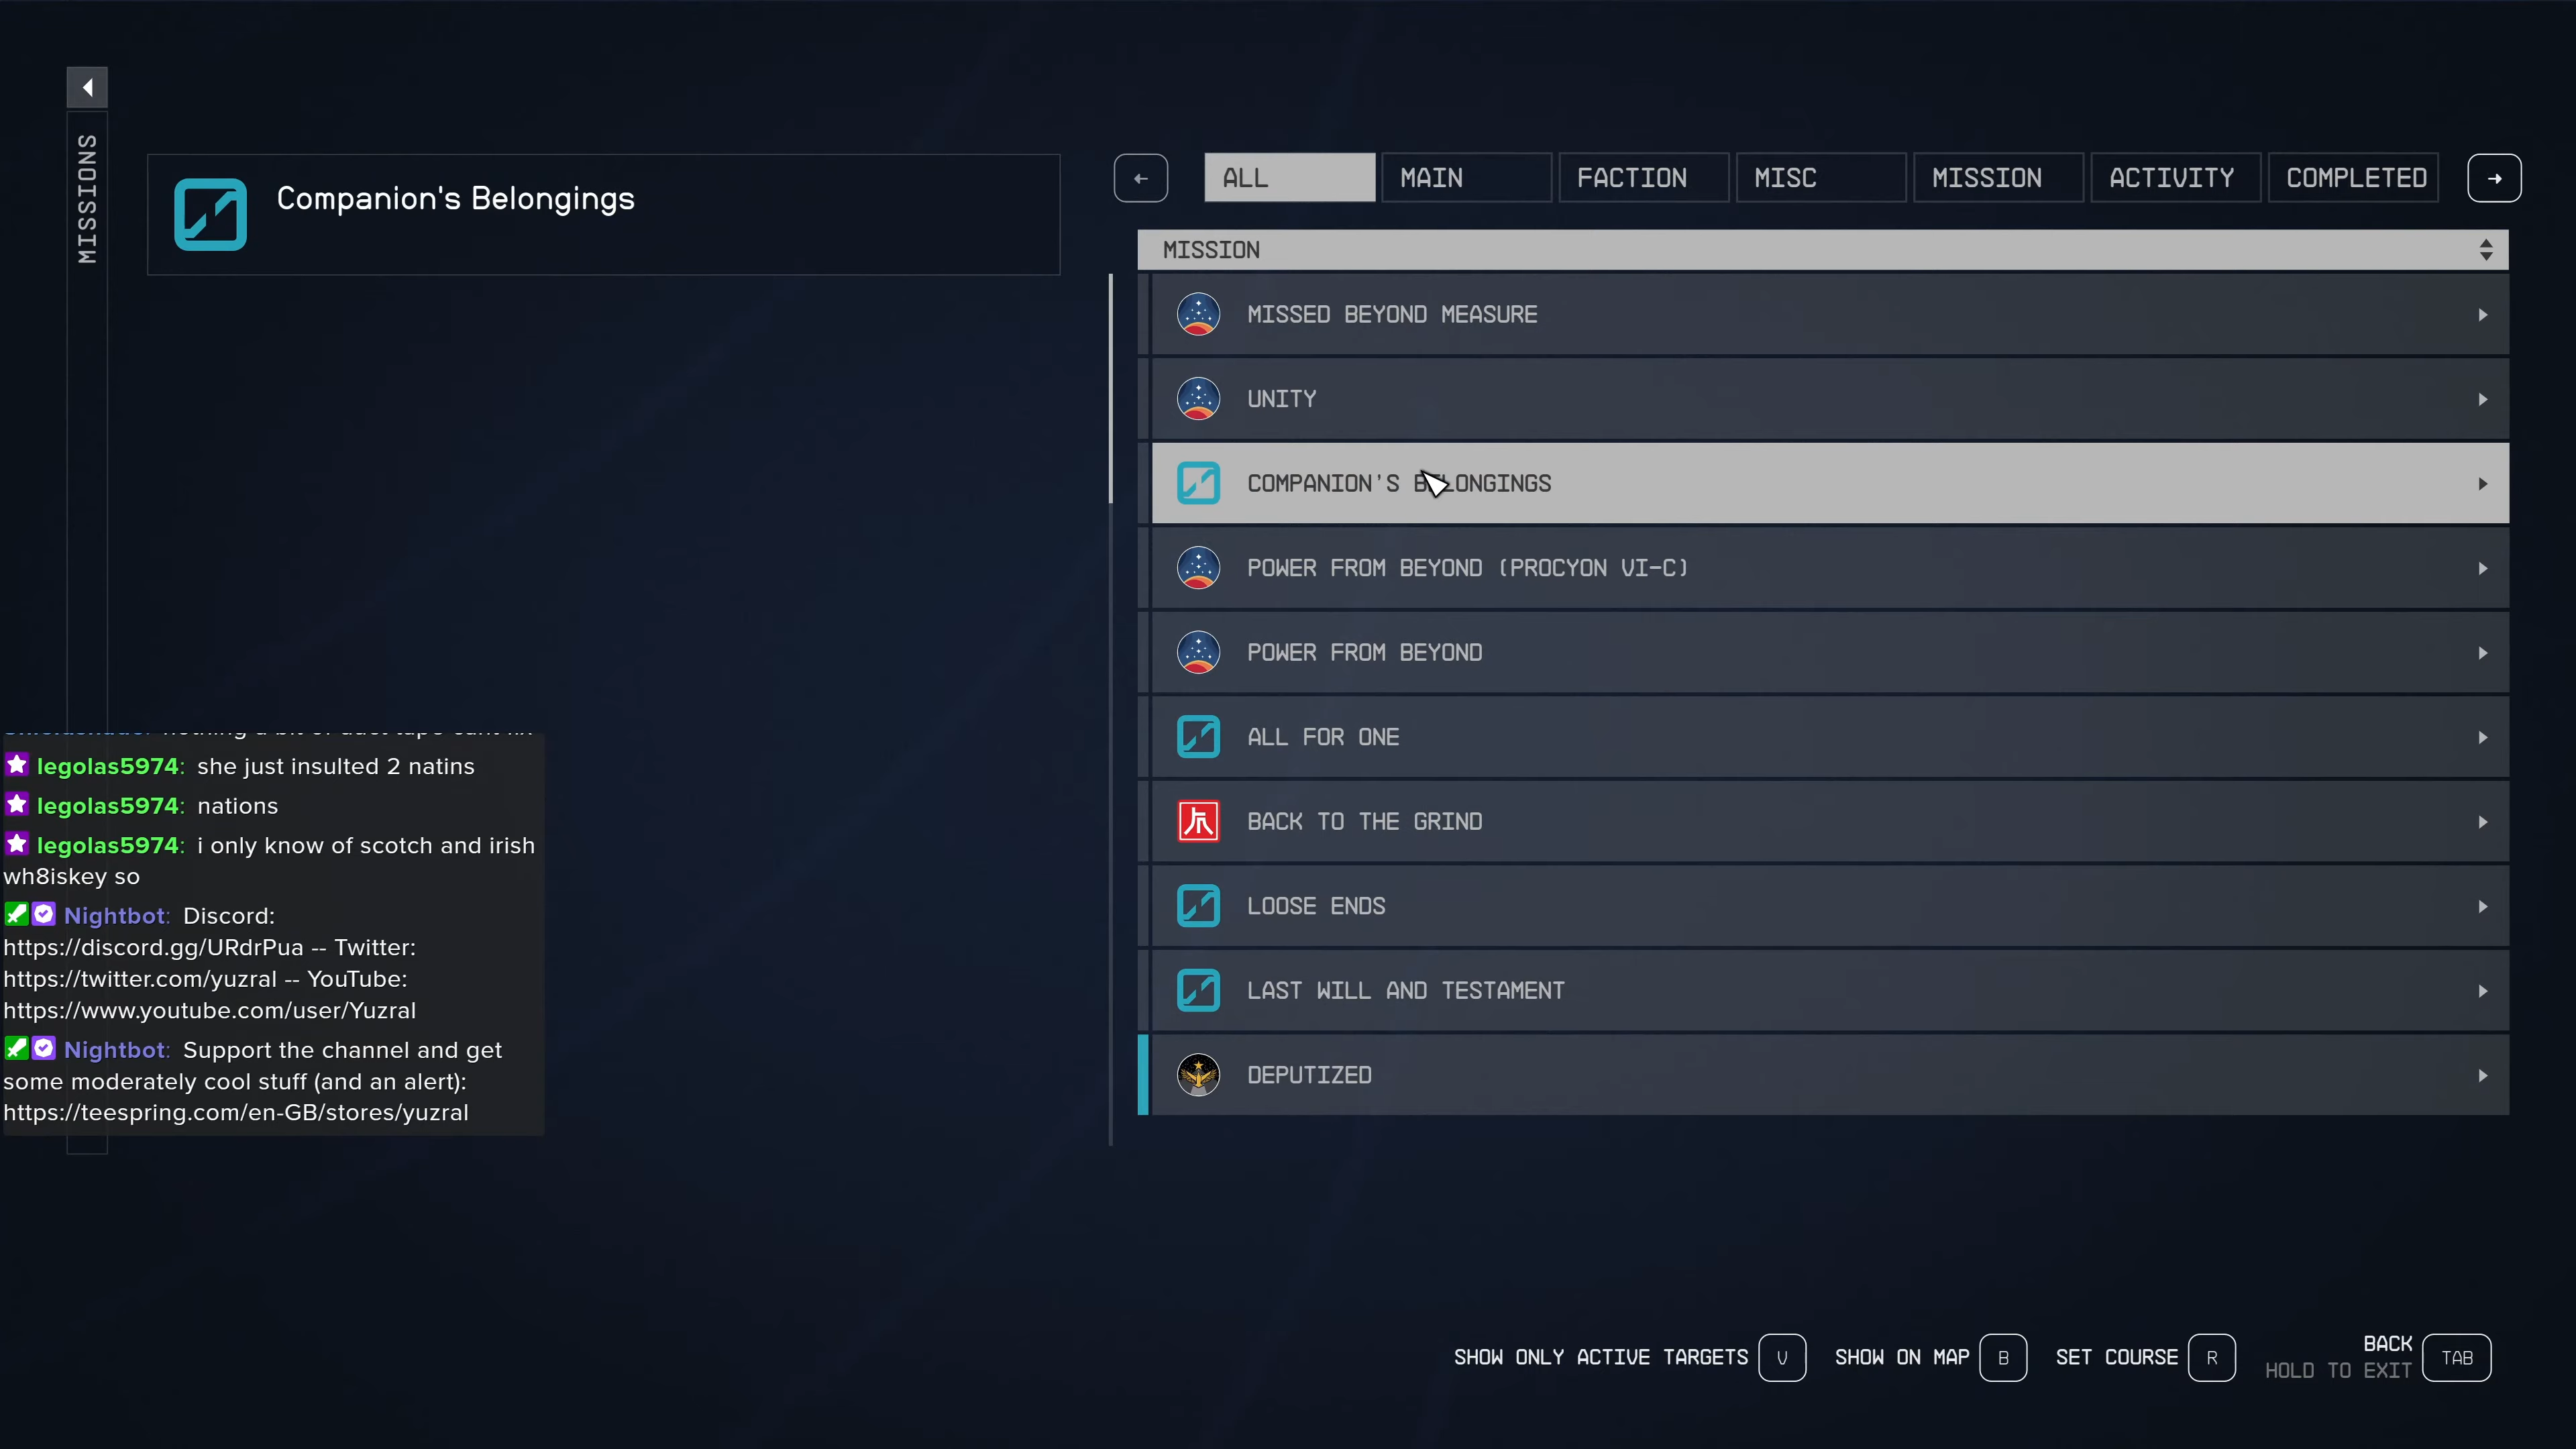 MISSIONS
Companion's Belongings
ALL
MAIN
FACTION
MISC
MISSION
ACTIVITY
COMPLETED
MISSION
MISSED BEYOND MEASURE
UNITY
COMPANION'S BELONGINGS
POWER FROM BEYOND (PROCYON VI-C)
POWER FROM BEYOND
ALL FOR ONE
BACK TO THE GRIND
LOOSE ENDS
LAST WILL AND TESTAMENT
DEPUTIZED
legolas5974: she just insulted 2 natins
legolas5974: nations
legolas5974: i only know of scotch and irish
wh8iskey so
Nightbot: Discord:
https://discord.gg/URdrPua -- Twitter:
https://twitter.com/yuzral -- YouTube:
https://www.youtube.com/user/Yuzral
Nightbot: Support the channel and get
some moderately cool stuff (and an alert):
https://teespring.com/en-GB/stores/yuzral
SHOW ONLY ACTIVE TARGETS V
SHOW ON MAP B
SET COURSE R
BACK
HOLD TO EXIT
TAB